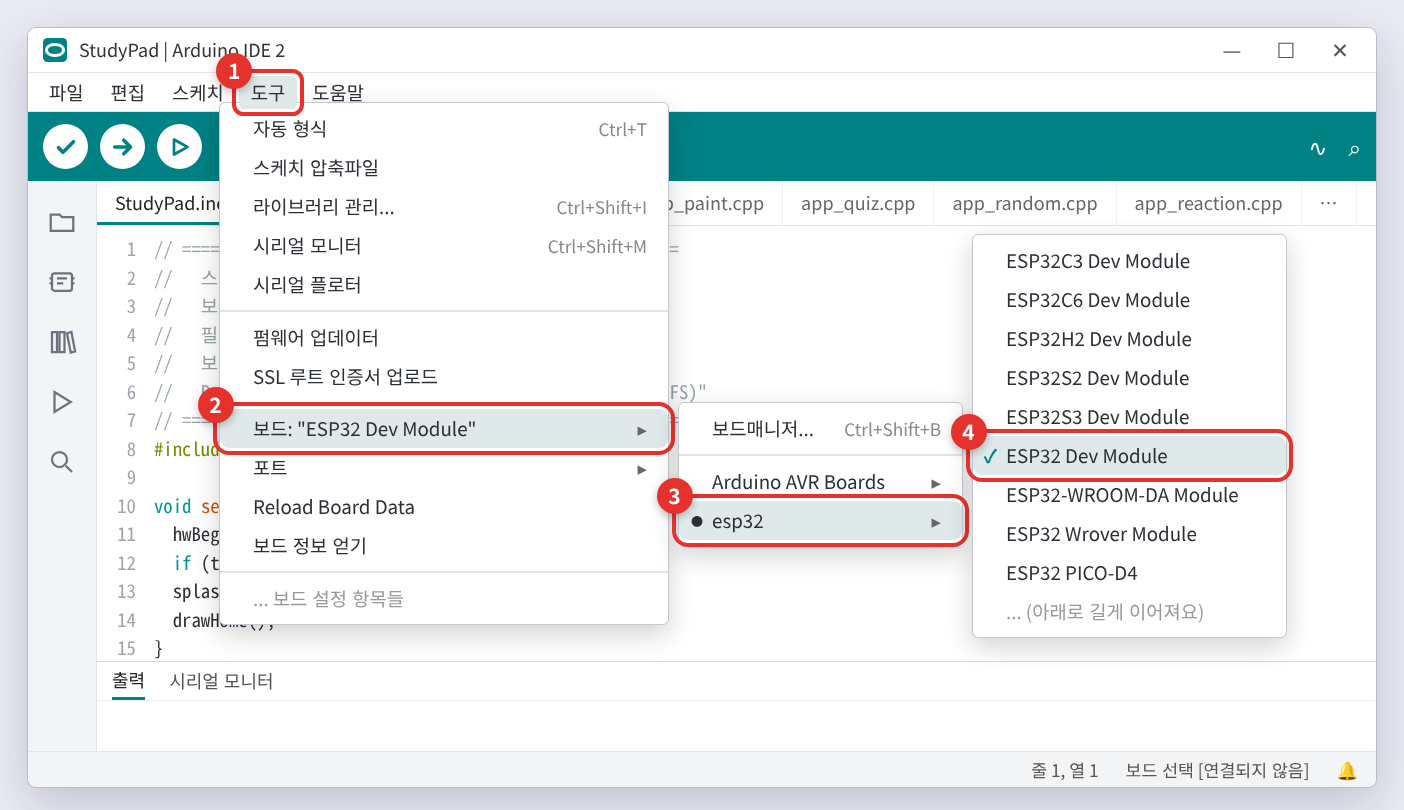 StudyPad | Arduino IDE 2
1
파일 편집 스케치 도구 도움말
자동 형식 Ctrl+T
스케치 압축파일
라이브러리 관리... Ctrl+Shift+I
시리얼 모니터 Ctrl+Shift+M
시리얼 플로터
펌웨어 업데이터
SSL 루트 인증서 업로드
2
보드: "ESP32 Dev Module" ▸
포트 ▸
Reload Board Data
보드 정보 얻기
... 보드 설정 항목들
보드매니저... Ctrl+Shift+B
Arduino AVR Boards ▸
3
● esp32 ▸
ESP32C3 Dev Module
ESP32C6 Dev Module
ESP32H2 Dev Module
ESP32S2 Dev Module
ESP32S3 Dev Module
4
✓ ESP32 Dev Module
ESP32-WROOM-DA Module
ESP32 Wrover Module
ESP32 PICO-D4
... (아래로 길게 이어져요)
_paint.cpp app_quiz.cpp app_random.cpp app_reaction.cpp ...
1 // ====
2 // 스
3 // 보
4 // 필
5 // 보
6 // FS)"
7 // ====
8 #includ
9
10 void se
11 hwBeg
12 if (t
13 splas
14 drawHome();
15 }
출력 시리얼 모니터
줄 1, 열 1 보드 선택 [연결되지 않음]